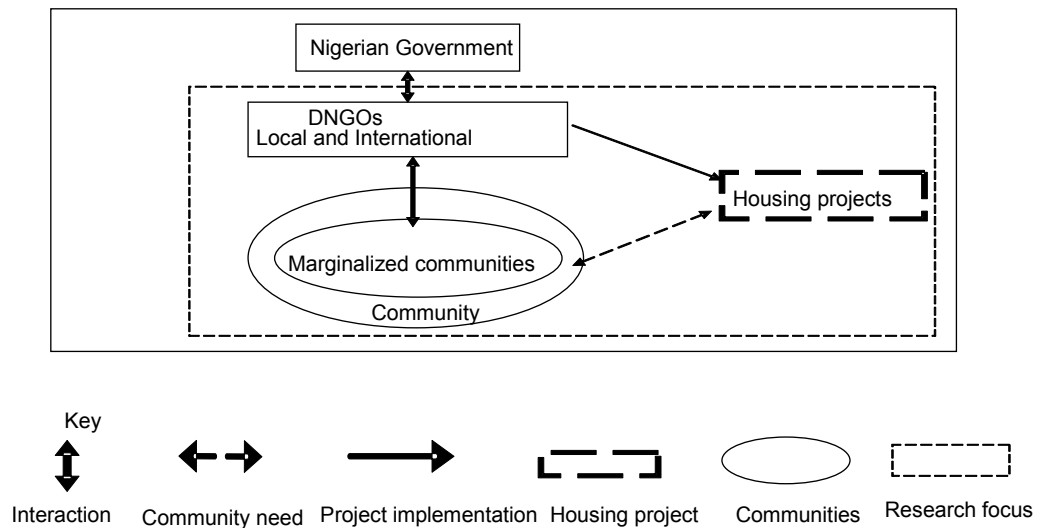 Nigerian Government
DNGOs
Local and International
Housing projects
Marginalized communities
Community
Key
Interaction
Community need
Project implementation
Housing project
Communities
Research focus